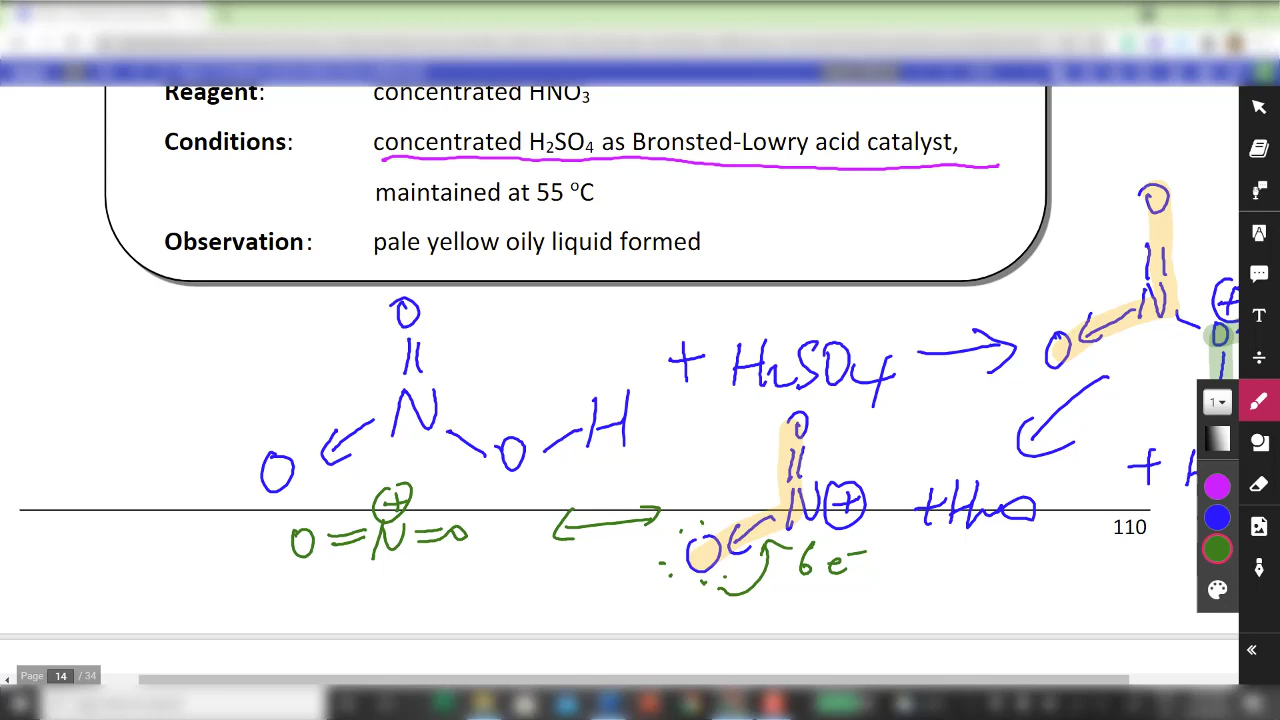 Reagent: concentrated HNO₃
Conditions: concentrated H₂SO₄ as Bronsted-Lowry acid catalyst,
maintained at 55 °C
Observation: pale yellow oily liquid formed
O
O
N
O
O
N
O H
+ H₂SO₄ →
O
N
O ⊕
+ H
O = N = O
⊕
↔
O
N ⊕
O
6 e⁻
+ H₂O
110
1
T
Page 14 / 34